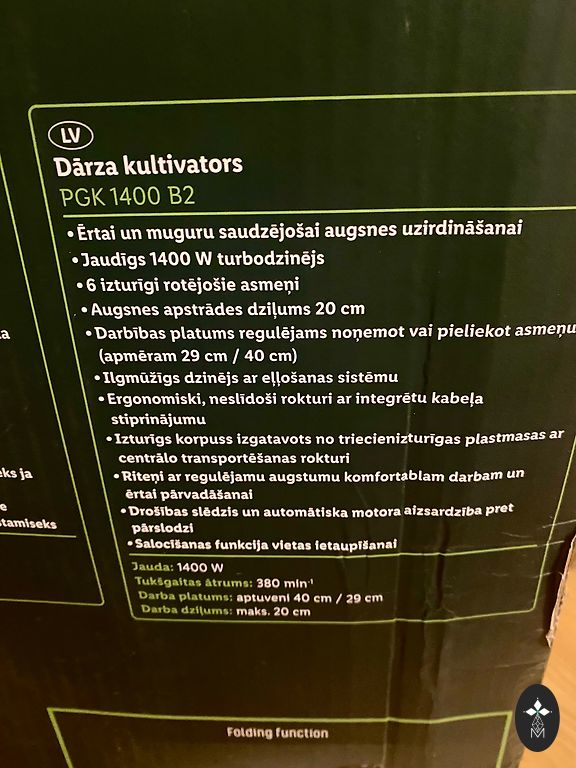 LV
Dārza kultivators
PGK 1400 B2
• Ērtai un muguru saudzējošai augsnes uzirdināšanai
• Jaudīgs 1400 W turbodzinējs
• 6 izturīgi rotējošie asmeņi
• Augsnes apstrādes dziļums 20 cm
• Darbības platums regulējams noņemot vai pieliekot asmeņu
(apmēram 29 cm / 40 cm)
• Ilgmūžīgs dzinējs ar eļļošanas sistēmu
• Ergonomiski, neslīdoši rokturi ar integrētu kabeļa
stiprinājumu
• Izturīgs korpuss izgatavots no triecienizturīgas plastmasas ar
centrālo transportēšanas rokturi
• Riteņi ar regulējamu augstumu komfortablam darbam un
ērtai pārvadāšanai
• Drošības slēdzis un automātiska motora aizsardzība pret
pārslodzi
• Salocīšanas funkcija vietas ietaupīšanai
Jauda: 1400 W
Tukšgaitas ātrums: 380 min⁻¹
Darba platums: aptuveni 40 cm / 29 cm
Darba dziļums: maks. 20 cm
Folding function
M